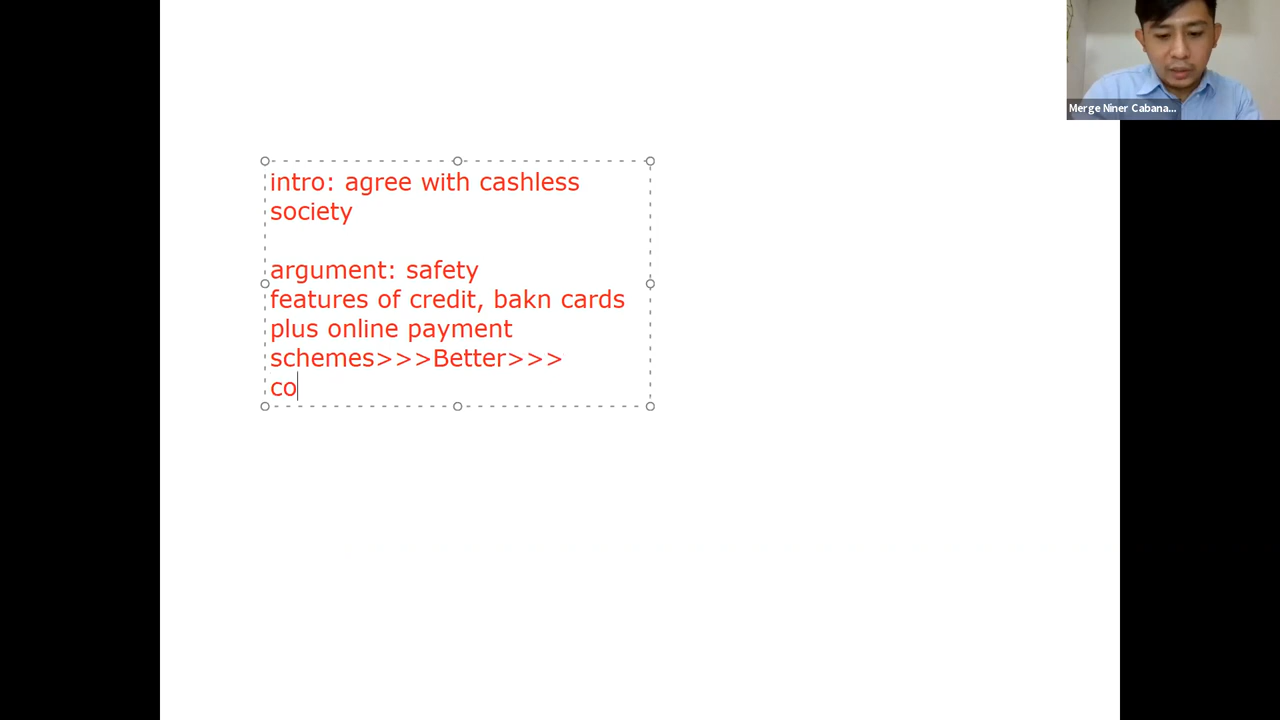 intro: agree with cashless
society
argument: safety
features of credit, bakn cards
plus online payment
schemes>>>Better>>>
co
Merge Niner Cabana...